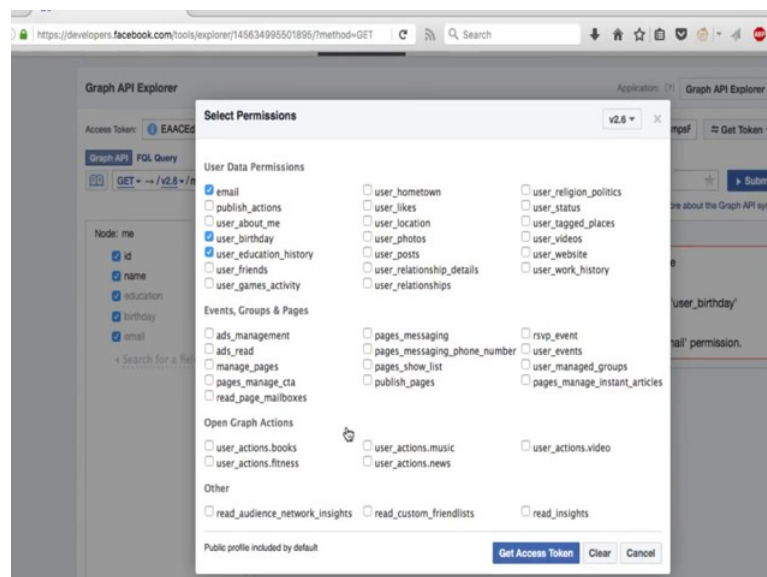 https://developers.facebook.com/tools/explorer/145634995501895/?method=GET
Search
Graph API Explorer
Application: [?] Graph API Explorer
Access Token: EAACEd
Get Token
Graph API FQL Query
GET → /v2.6
Node: me
id
name
education
birthday
email
Select Permissions
v2.6
User Data Permissions
email user_hometown user_religion_politics
publish_actions user_likes user_status
user_about_me user_location user_tagged_places
user_birthday user_photos user_videos
user_education_history user_posts user_website
user_friends user_relationship_details user_work_history
user_games_activity user_relationships
Events, Groups & Pages
ads_management pages_messaging rsvp_event
ads_read pages_messaging_phone_number user_events
manage_pages pages_show_list user_managed_groups
pages_manage_cta publish_pages pages_manage_instant_articles
read_page_mailboxes
Open Graph Actions
user_actions.books user_actions.music user_actions.video
user_actions.fitness user_actions.news
Other
read_audience_network_insights read_custom_friendlists read_insights
Public profile included by default
Get Access Token Clear Cancel
about the Graph API
'user_birthday'
permission.